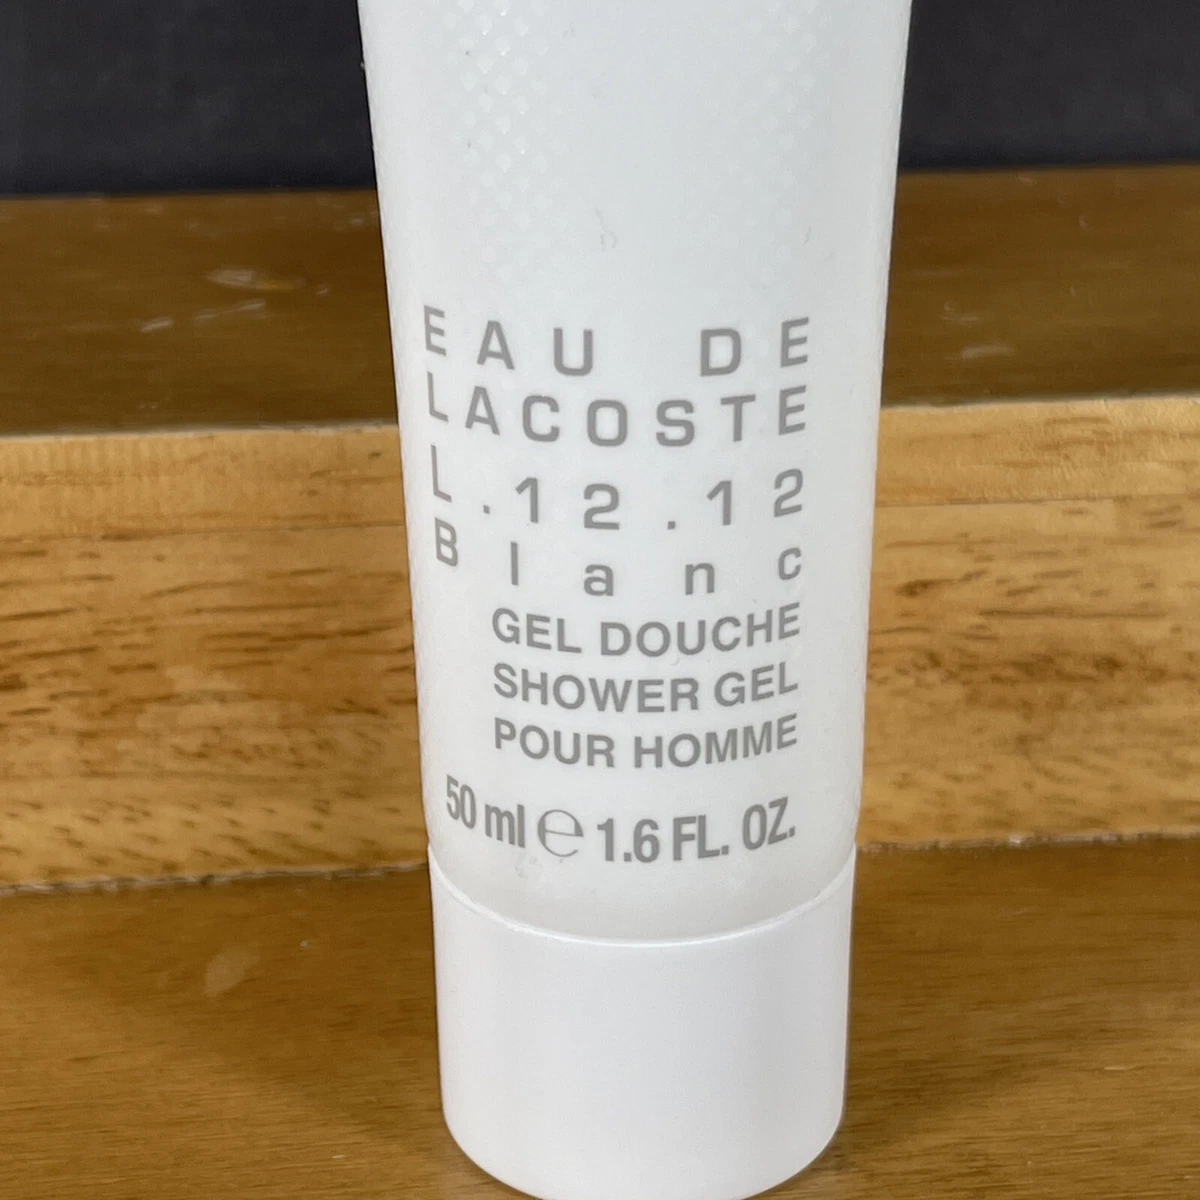 EAU DE
LACOSTE
L.12.12
Blanc
GEL DOUCHE
SHOWER GEL
POUR HOMME
50 ml ℮ 1.6 FL. OZ.